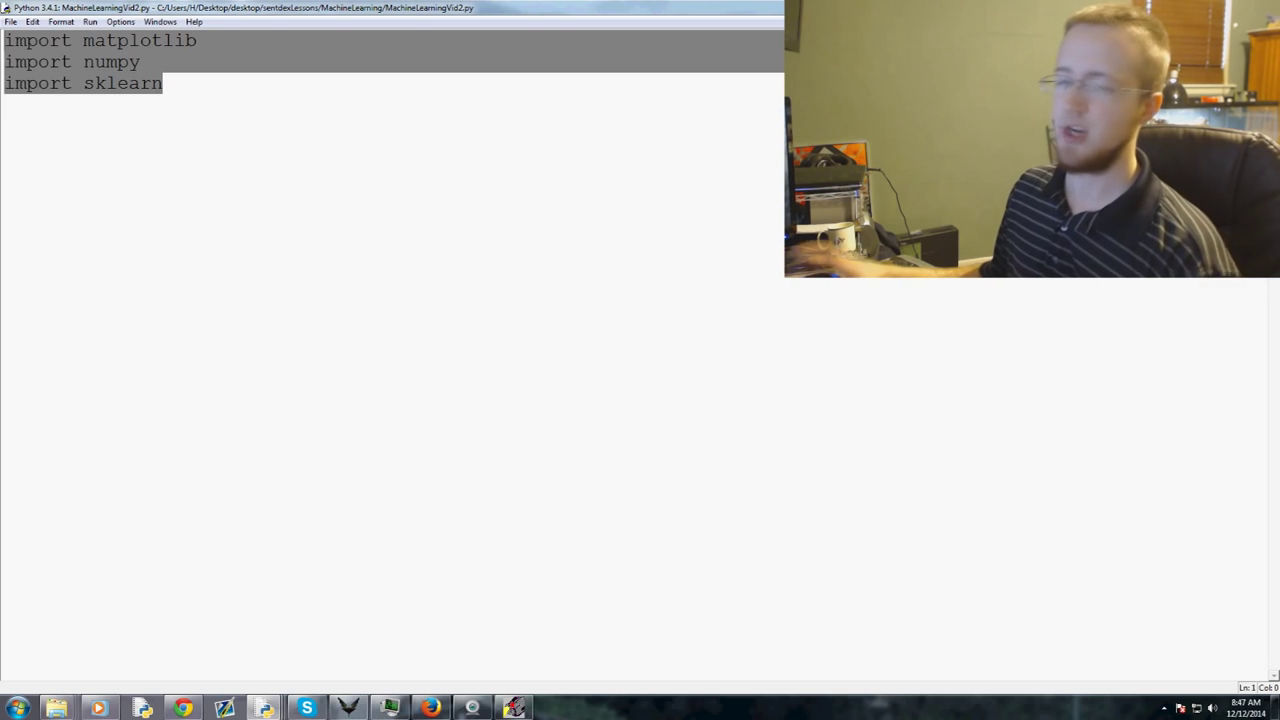 Python 3.4.1: MachineLearningVid2.py - C:/Users/H/Desktop/desktop/sentdexLessons/MachineLearning/MachineLearningVid2.py
File Edit Format Run Options Windows Help
import matplotlib
import numpy
import sklearn
Ln: 1 Col: 0
8:47 AM
12/12/2014